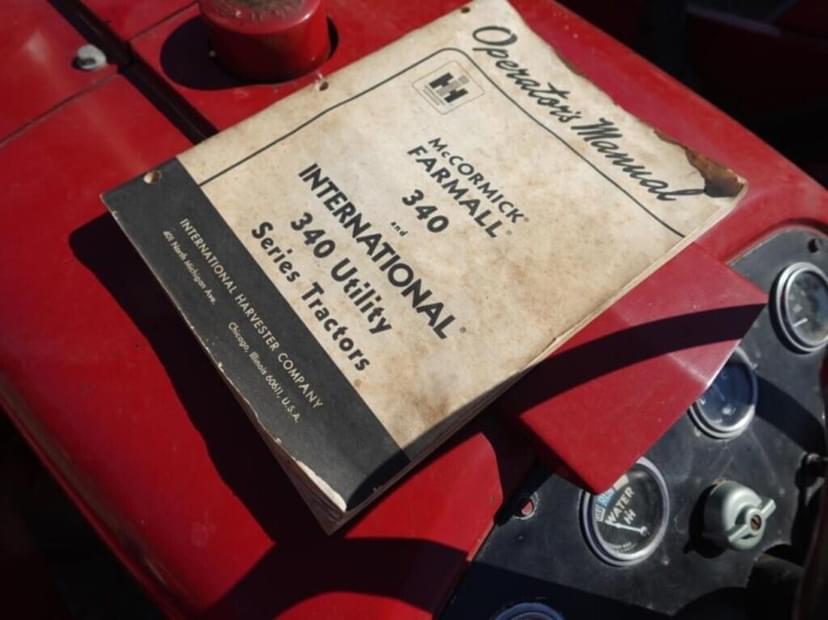 Operator's Manual
IH
McCORMICK®
FARMALL®
340
and
INTERNATIONAL®
340 Utility
Series Tractors
INTERNATIONAL HARVESTER COMPANY
401 North Michigan Ave.
Chicago, Illinois 60611, U.S.A.
WATER
IH